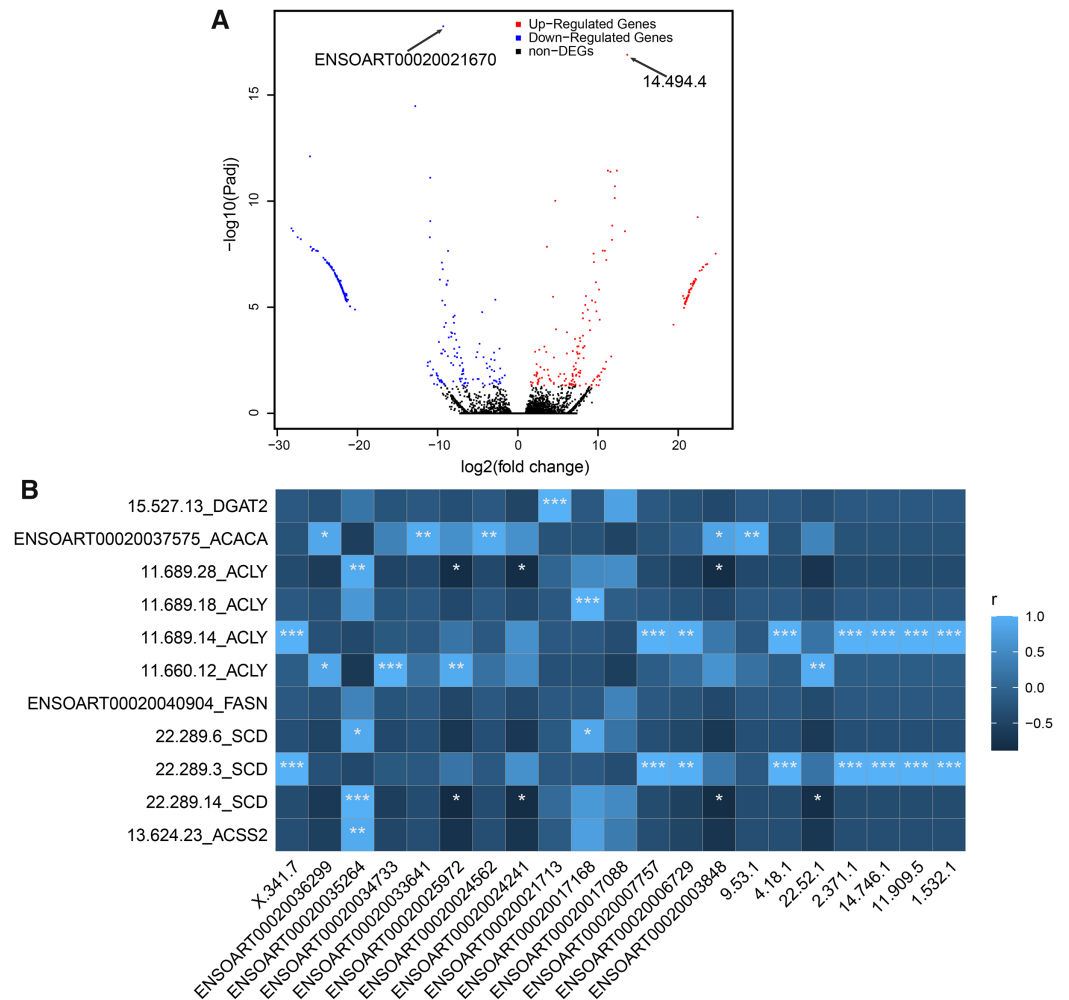 A
Up−Regulated Genes
Down−Regulated Genes
non−DEGs
ENSOART00020021670
14.494.4
−log10(Padj)
15
10
5
0
−30
−20
−10
0
10
20
log2(fold change)
B
15.527.13_DGAT2
***
ENSOART00020037575_ACACA
* ** ** * **
11.689.28_ACLY
** * * *
11.689.18_ACLY
***
11.689.14_ACLY
*** *** ** *** *** *** *** ***
11.660.12_ACLY
* *** ** **
ENSOART00020040904_FASN
22.289.6_SCD
* *
22.289.3_SCD
*** *** ** *** *** *** *** ***
22.289.14_SCD
*** * * * *
13.624.23_ACSS2
**
r
1.0
0.5
0.0
−0.5
X.341.7
ENSOART00020036299
ENSOART00020035264
ENSOART00020034733
ENSOART00020033641
ENSOART00020025972
ENSOART00020024562
ENSOART00020024241
ENSOART00020021713
ENSOART00020017168
ENSOART00020017088
ENSOART00020007757
ENSOART00020006729
ENSOART00020003848
9.53.1
4.18.1
22.52.1
2.371.1
14.746.1
11.909.5
1.532.1